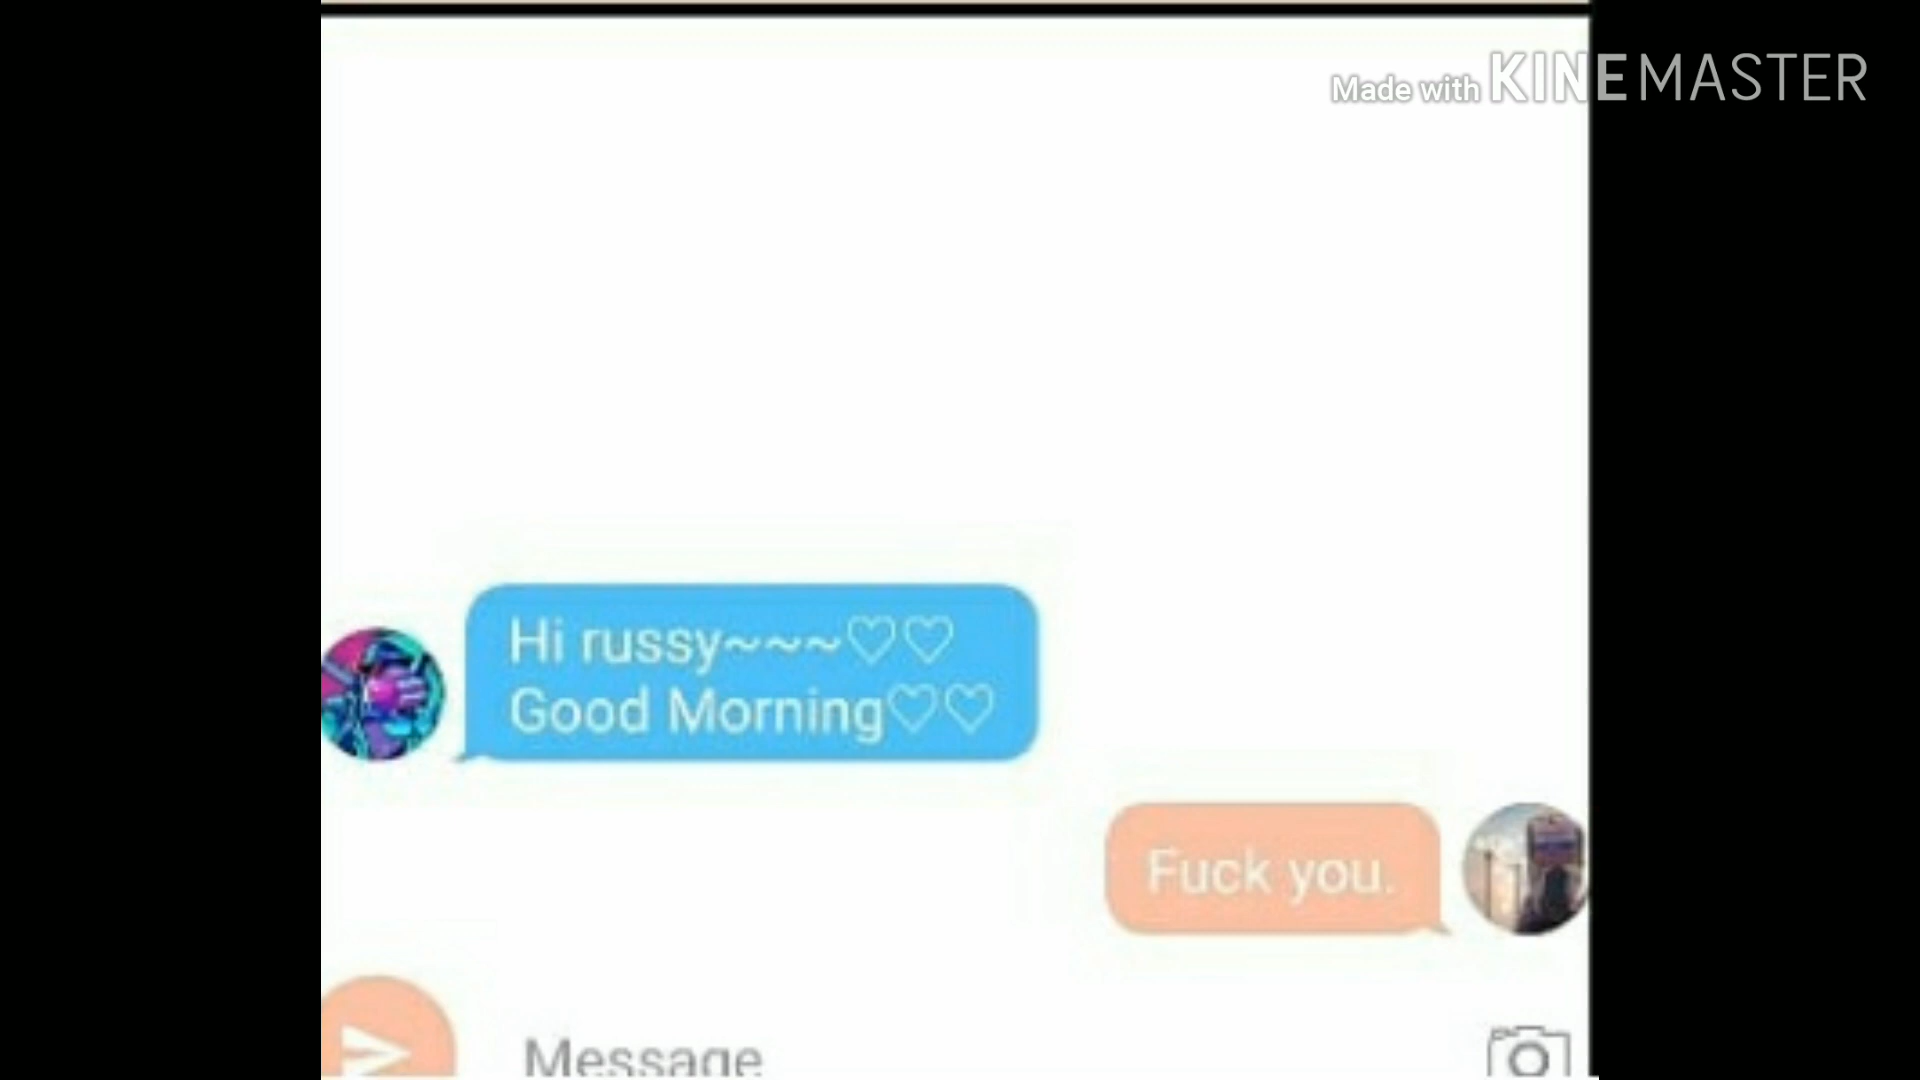 Made with KINEMASTER
Hi russy~~~♡♡
Good Morning♡♡
Fuck you.
Message